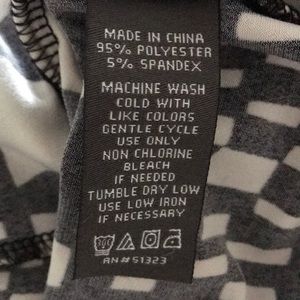 MADE IN CHINA
95% POLYESTER
5% SPANDEX
MACHINE WASH
COLD WITH
LIKE COLORS
GENTLE CYCLE
USE ONLY
NON CHLORINE
BLEACH
IF NEEDED
TUMBLE DRY LOW
USE LOW IRON
IF NECESSARY
RN# 51323